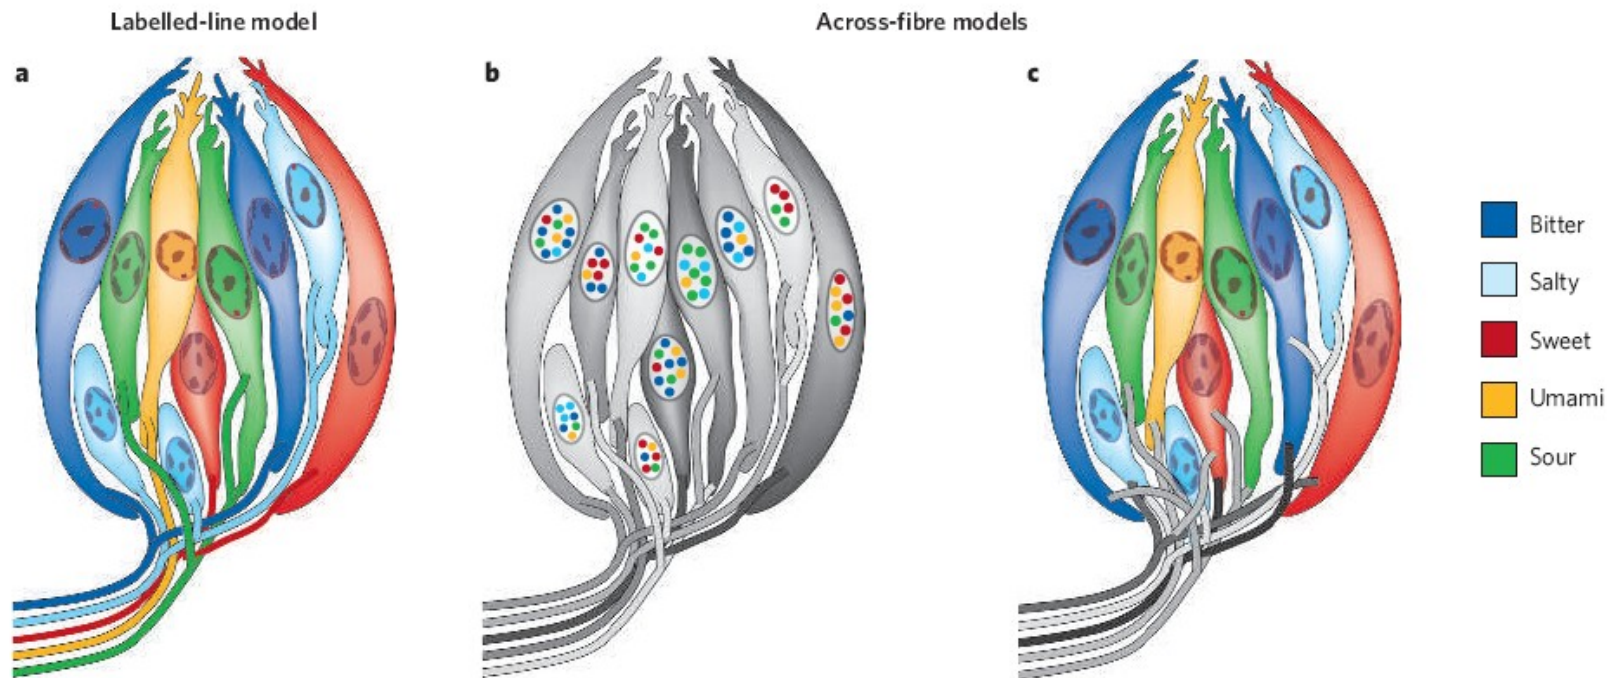 Labelled-line model
Across-fibre models
a
b
c
Bitter
Salty
Sweet
Umami
Sour